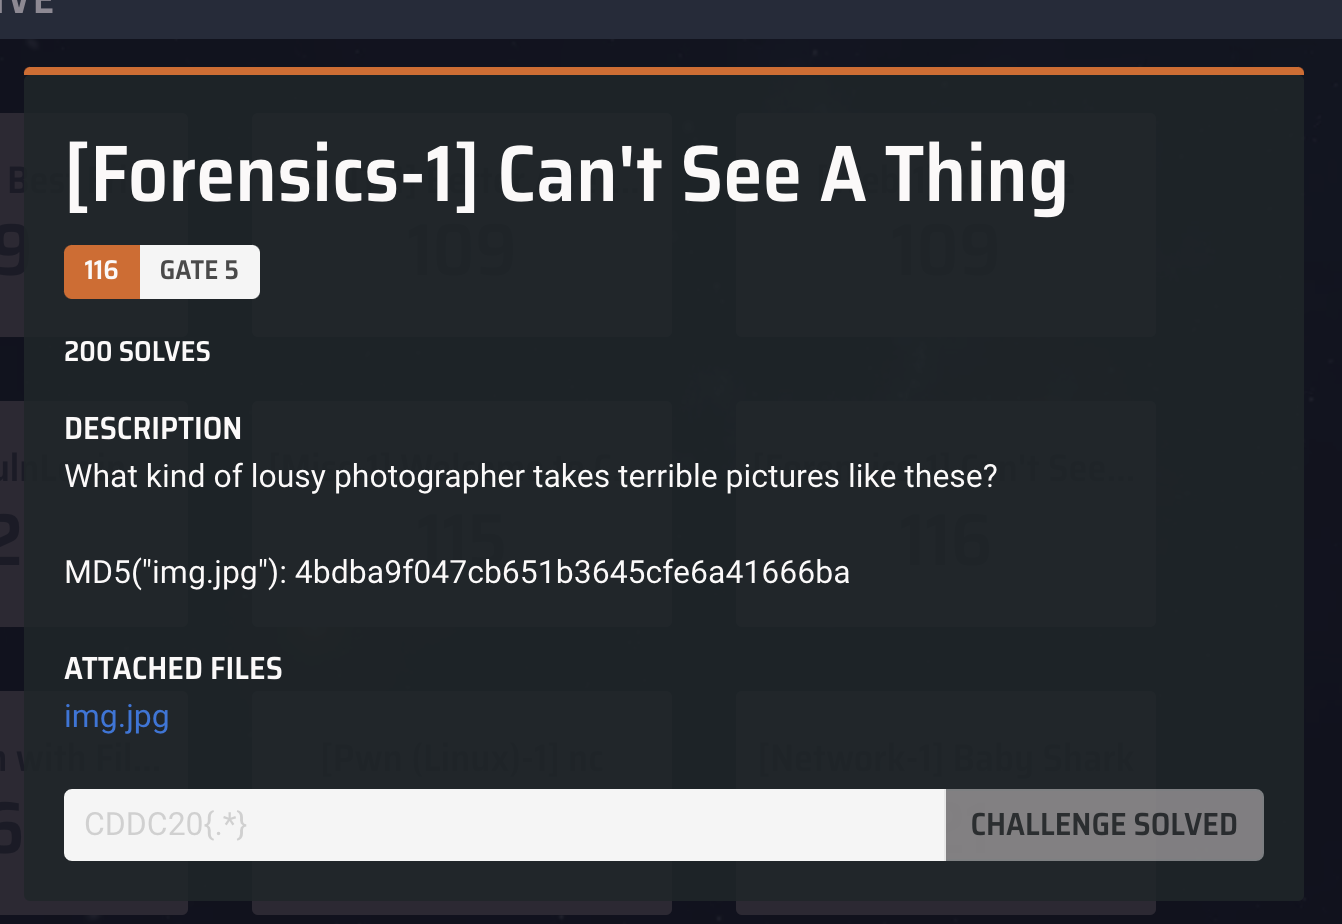 [Forensics-1] Can't See A Thing
116 GATE 5
200 SOLVES
DESCRIPTION
What kind of lousy photographer takes terrible pictures like these?
MD5("img.jpg"): 4bdba9f047cb651b3645cfe6a41666ba
ATTACHED FILES
img.jpg
CDDC20{.*} CHALLENGE SOLVED